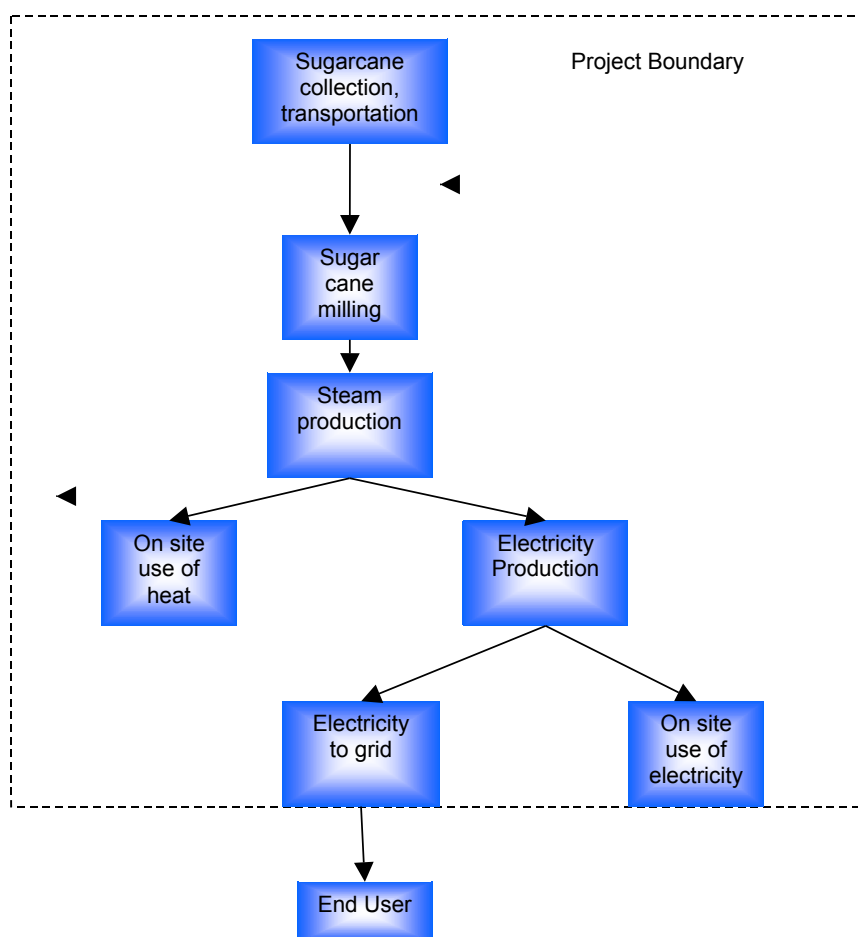 Sugarcane
collection,
transportation
Project Boundary
Sugar
cane
milling
Steam
production
On site
use of
heat
Electricity
Production
Electricity
to grid
On site
use of
electricity
End User